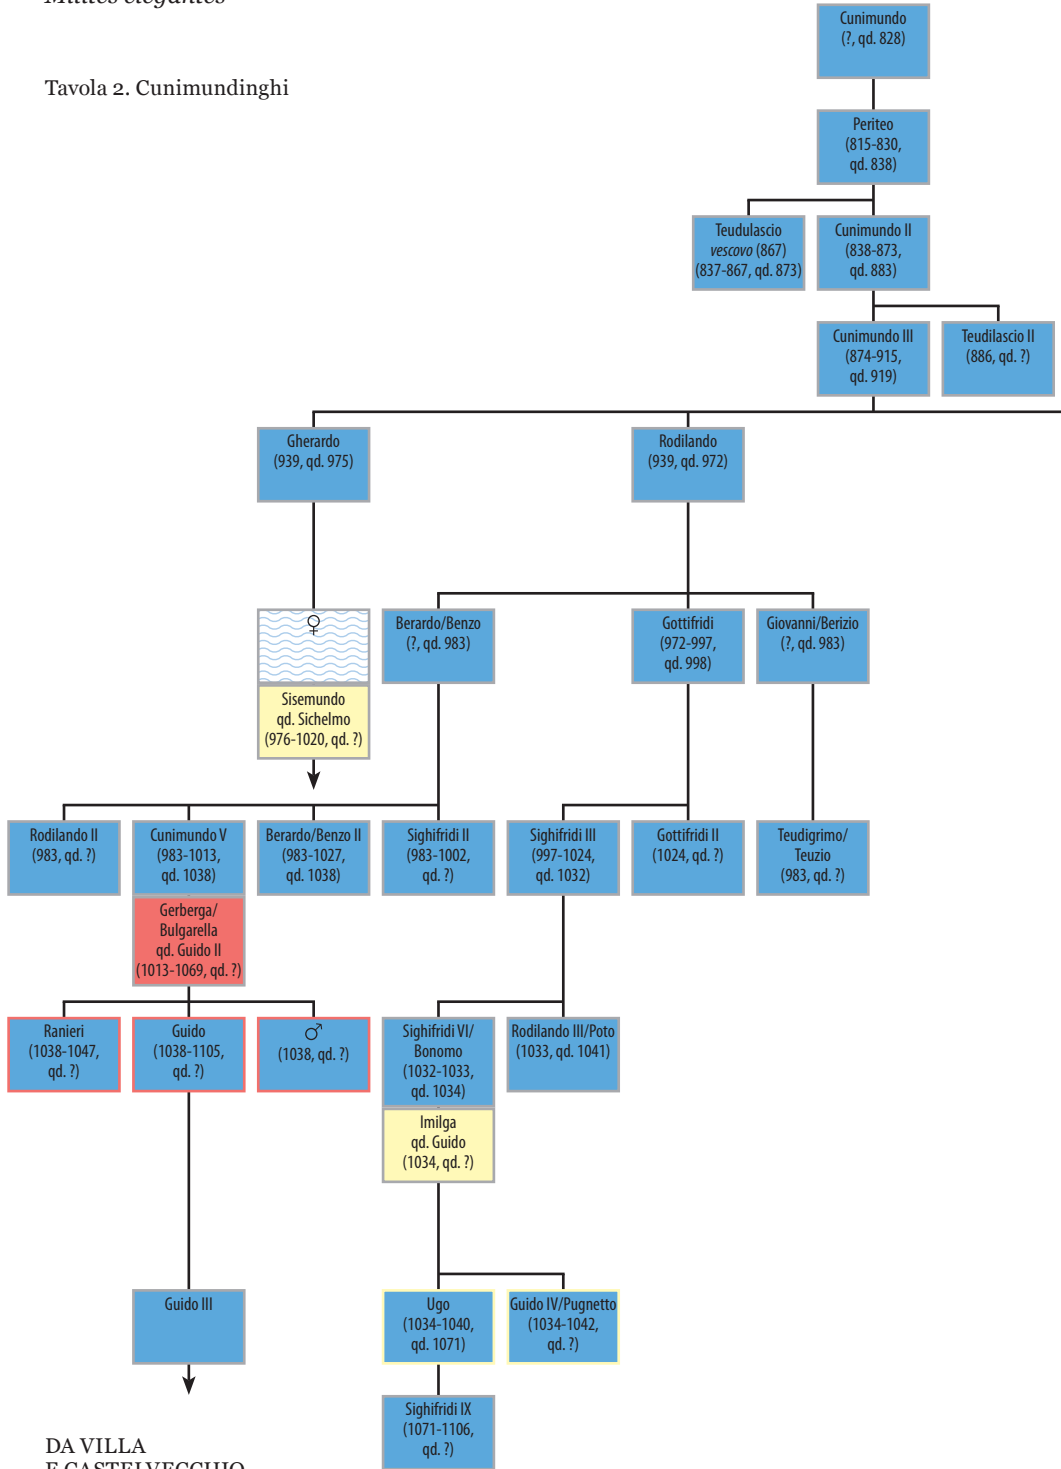 Milites elegantes
Tavola 2. Cunimundinghi
Cunimundo
(?, qd. 828)
Periteo
(815-830,
qd. 838)
Teudulascio
vescovo (867)
(837-867, qd. 873)
Cunimundo II
(838-873,
qd. 883)
Cunimundo III
(874-915,
qd. 919)
Teudilascio II
(886, qd. ?)
Gherardo
(939, qd. 975)
Rodilando
(939, qd. 972)
♀
Sisemundo
qd. Sichelmo
(976-1020, qd. ?)
Berardo/Benzo
(?, qd. 983)
Gottifridi
(972-997,
qd. 998)
Giovanni/Berizio
(?, qd. 983)
Rodilando II
(983, qd. ?)
Cunimundo V
(983-1013,
qd. 1038)
Gerberga/
Bulgarella
qd. Guido II
(1013-1069, qd. ?)
Berardo/Benzo II
(983-1027,
qd. 1038)
Sighifridi II
(983-1002,
qd. ?)
Sighifridi III
(997-1024,
qd. 1032)
Gottifridi II
(1024, qd. ?)
Teudigrimo/
Teuzio
(983, qd. ?)
Ranieri
(1038-1047,
qd. ?)
Guido
(1038-1105,
qd. ?)
♂
(1038, qd. ?)
Sighifridi VI/
Bonomo
(1032-1033,
qd. 1034)
Imilga
qd. Guido
(1034, qd. ?)
Rodilando III/Poto
(1033, qd. 1041)
Guido III
Ugo
(1034-1040,
qd. 1071)
Guido IV/Pugnetto
(1034-1042,
qd. ?)
Sighifridi IX
(1071-1106,
qd. ?)
DA VILLA
E CASTELVECCHIO